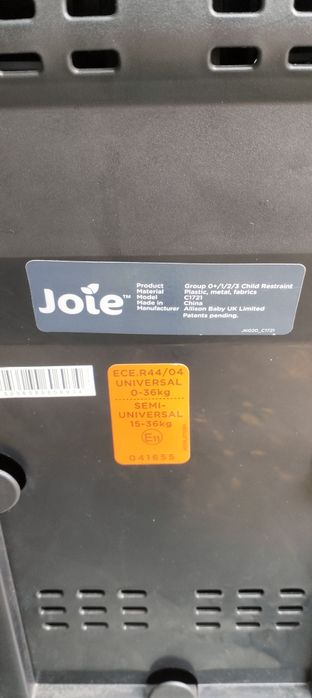 Joie™
Product Group 0+/1/2/3 Child Restraint
Material Plastic, metal, fabrics
Model C1721
Made in China
Manufacturer Allison Baby UK Limited
Patents pending.
ECE.R44/04
UNIVERSAL
0-36kg
SEMI-
UNIVERSAL
15-36kg
E11
041655